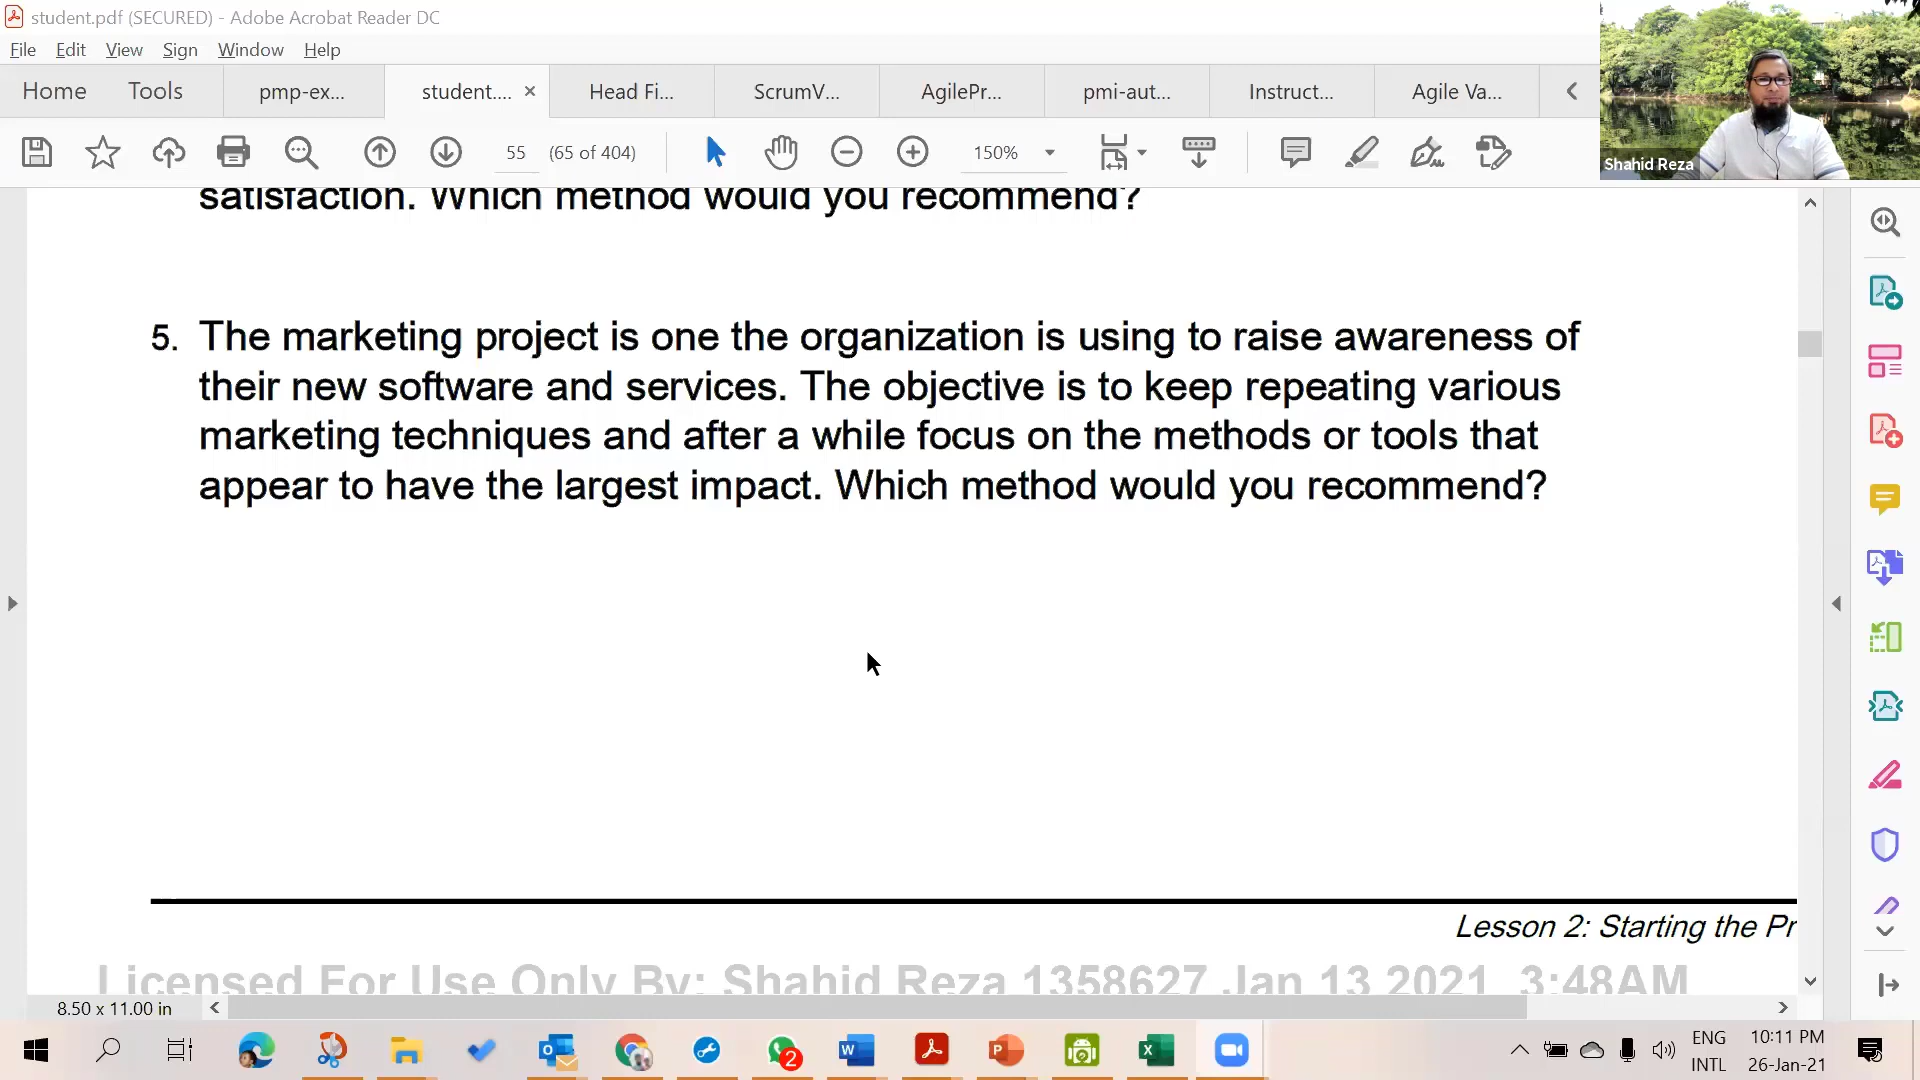 student.pdf (SECURED) - Adobe Acrobat Reader DC
File Edit View Sign Window Help
Home Tools pmp-ex... student.... × Head Fi... ScrumV... AgilePr... pmi-aut... Instruct... Agile Va...
55 (65 of 404) 150%
Shahid Reza
satisfaction. Which method would you recommend?
5. The marketing project is one the organization is using to raise awareness of
their new software and services. The objective is to keep repeating various
marketing techniques and after a while focus on the methods or tools that
appear to have the largest impact. Which method would you recommend?
Lesson 2: Starting the Pr
Licensed For Use Only By: Shahid Reza 1358627 Jan 13 2021 3:48AM
8.50 x 11.00 in
2
ENG 10:11 PM
INTL 26-Jan-21